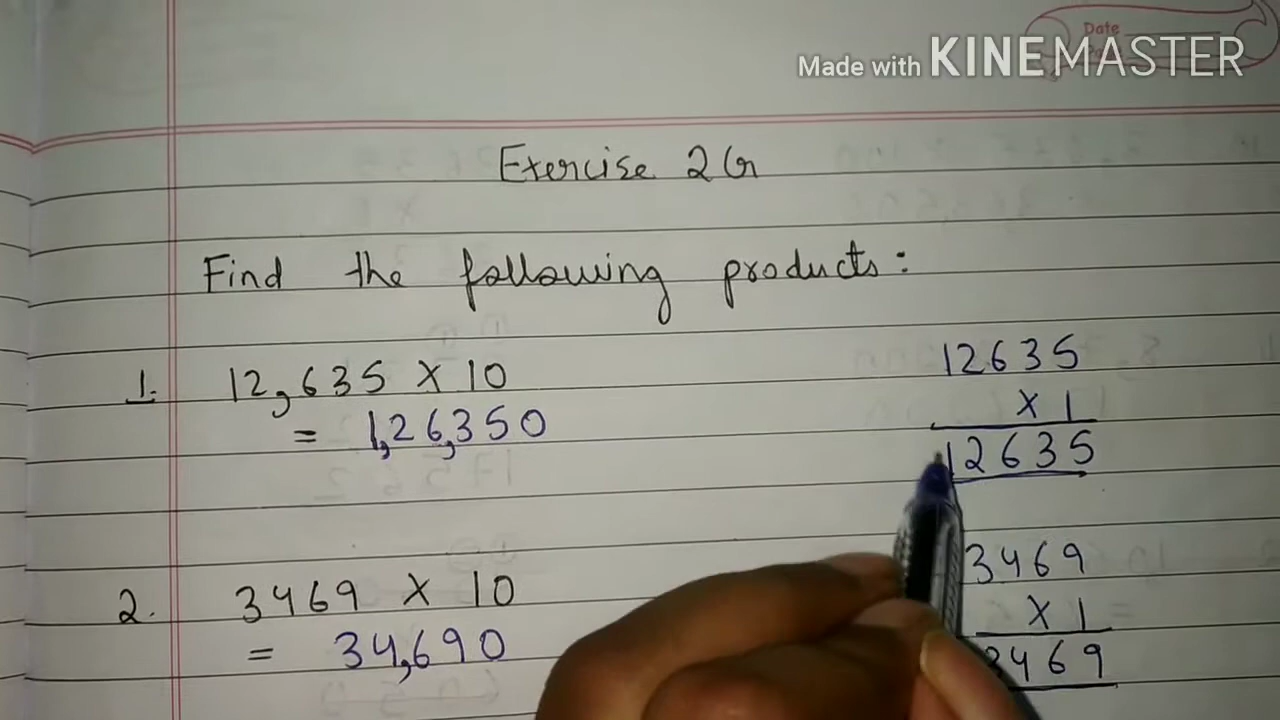 Date
Made with KINEMASTER
Exercise 2G
Find the following products:
1. 12,635 X 10
= 1,26,350
12635
X 1
12635
2. 3469 X 10
= 34,690
3469
X 1
3469